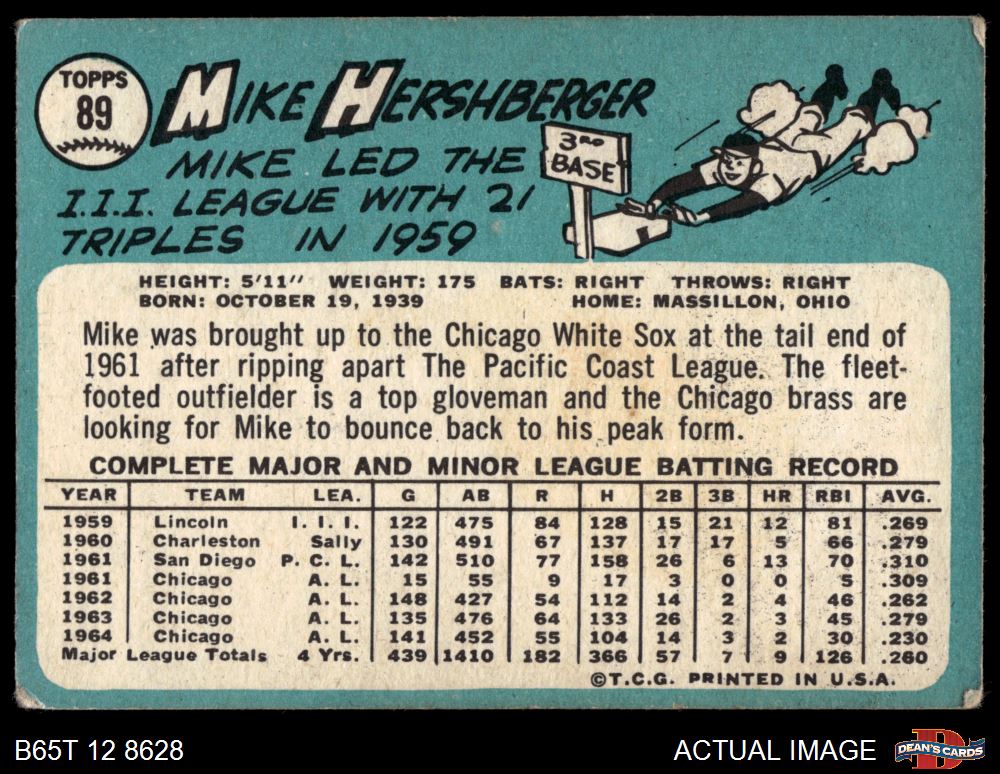 TOPPS
89
MIKE HERSHBERGER
MIKE LED THE
I.I.I. LEAGUE WITH 21
TRIPLES IN 1959
3RD
BASE
HEIGHT: 5'11" WEIGHT: 175 BATS: RIGHT THROWS: RIGHT
BORN: OCTOBER 19, 1939 HOME: MASSILLON, OHIO
Mike was brought up to the Chicago White Sox at the tail end of
1961 after ripping apart The Pacific Coast League. The fleet-
footed outfielder is a top gloveman and the Chicago brass are
looking for Mike to bounce back to his peak form.
COMPLETE MAJOR AND MINOR LEAGUE BATTING RECORD
YEAR TEAM LEA. G AB R H 2B 3B HR RBI AVG.
1959 Lincoln I. I. I. 122 475 84 128 15 21 12 81 .269
1960 Charleston Sally 130 491 67 137 17 17 5 66 .279
1961 San Diego P. C. L. 142 510 77 158 26 6 13 70 .310
1961 Chicago A. L. 15 55 9 17 3 0 0 5 .309
1962 Chicago A. L. 148 427 54 112 14 2 4 46 .262
1963 Chicago A. L. 135 476 64 133 26 2 3 45 .279
1964 Chicago A. L. 141 452 55 104 14 3 2 30 .230
Major League Totals 4 Yrs. 439 1410 182 366 57 7 9 126 .260
©T.C.G. PRINTED IN U.S.A.
B65T 12 8628 ACTUAL IMAGE DEAN'S CARDS